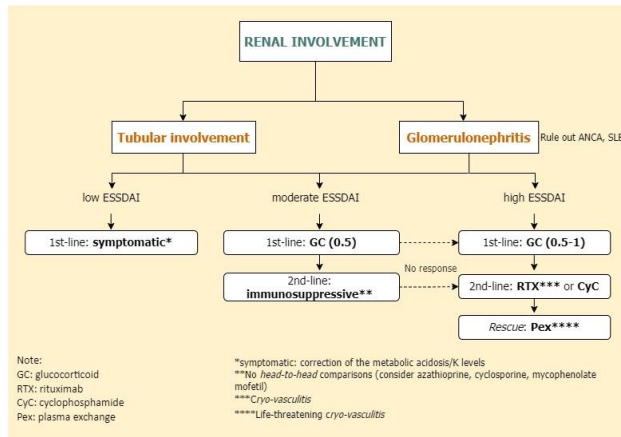 RENAL INVOLVEMENT
Tubular involvement
Glomerulonephritis
Rule out ANCA, SLE
low ESSDAI
moderate ESSDAI
high ESSDAI
1st-line: symptomatic*
1st-line: GC (0.5)
1st-line: GC (0.5-1)
No response
2nd-line:
immunosuppressive**
2nd-line: RTX*** or CyC
Rescue: Pex****
Note:
GC: glucocorticoid
RTX: rituximab
CyC: cyclophosphamide
Pex: plasma exchange
*symptomatic: correction of the metabolic acidosis/K levels
**No head-to-head comparisons (consider azathioprine, cyclosporine, mycophenolate
mofetil)
***Cryo-vasculitis
****Life-threatening cryo-vasculitis